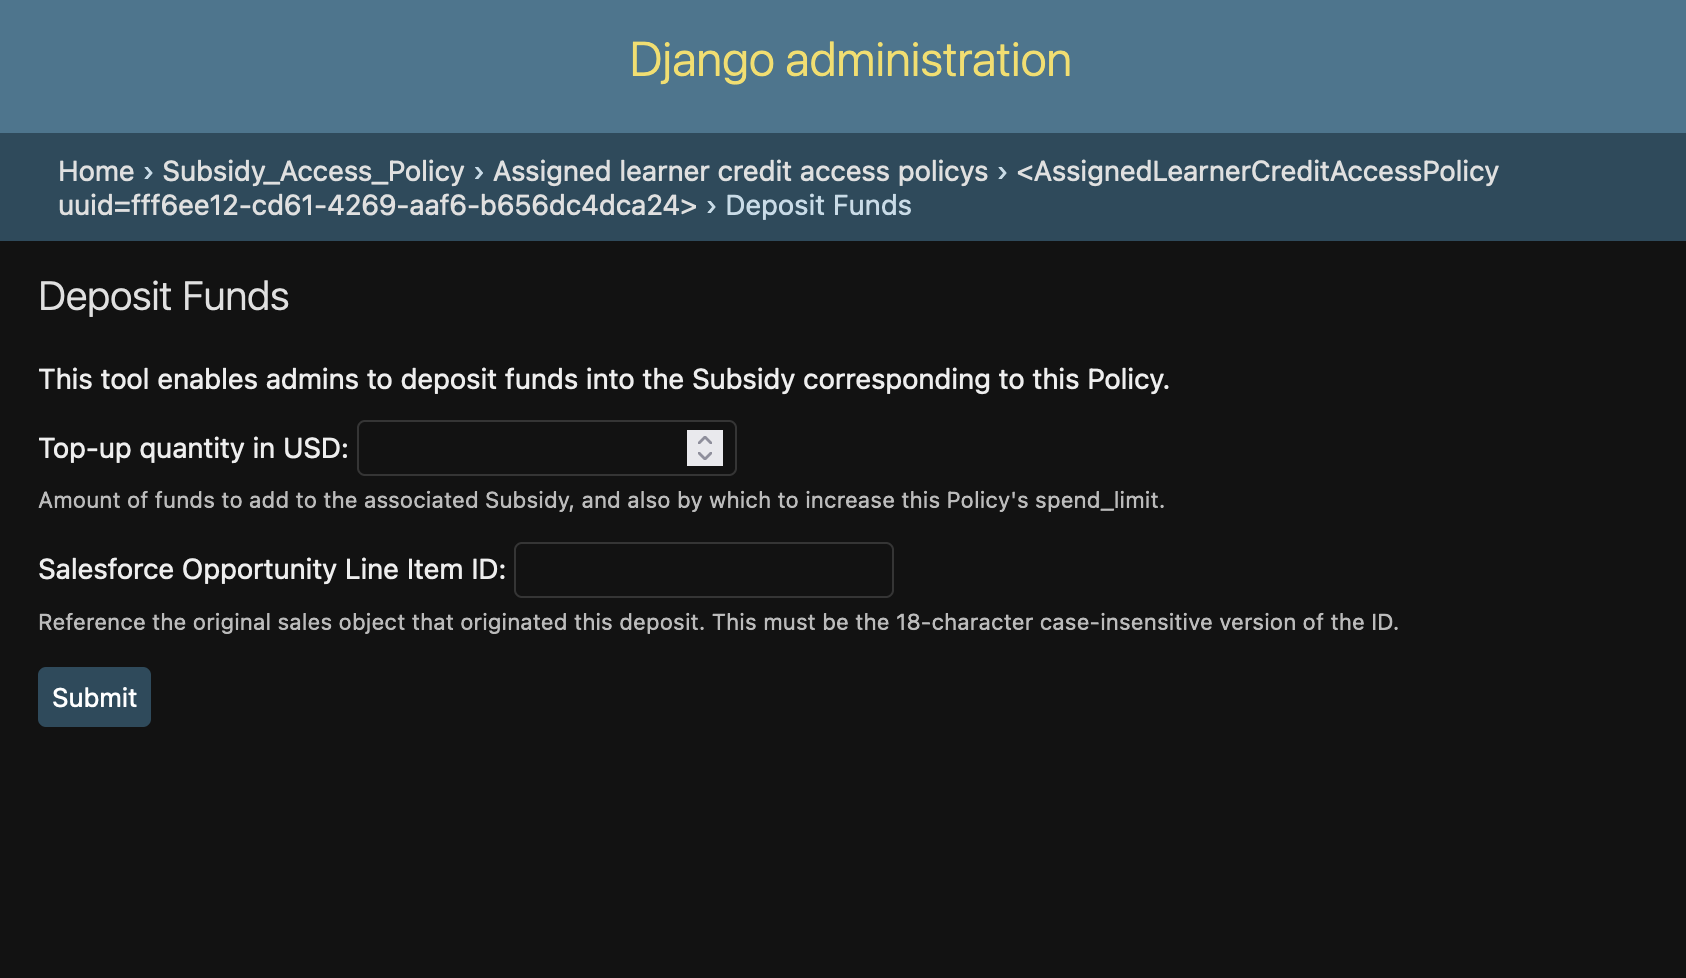 Django administration
Home › Subsidy_Access_Policy › Assigned learner credit access policys › <AssignedLearnerCreditAccessPolicy
uuid=fff6ee12-cd61-4269-aaf6-b656dc4dca24> › Deposit Funds
Deposit Funds
This tool enables admins to deposit funds into the Subsidy corresponding to this Policy.
Top-up quantity in USD:
Amount of funds to add to the associated Subsidy, and also by which to increase this Policy's spend_limit.
Salesforce Opportunity Line Item ID:
Reference the original sales object that originated this deposit. This must be the 18-character case-insensitive version of the ID.
Submit